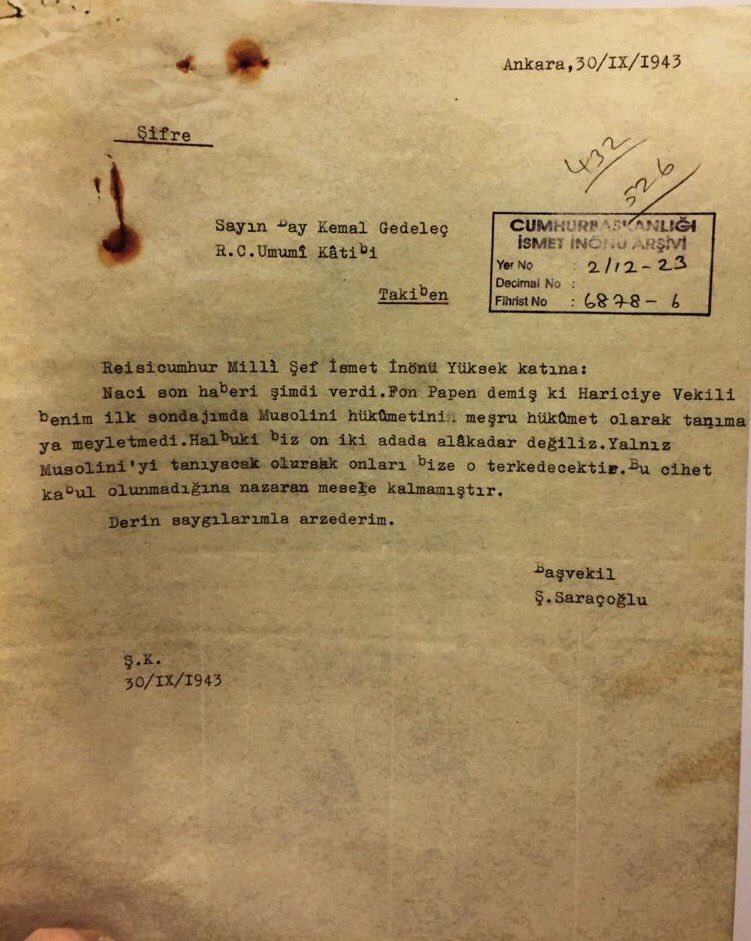 Ankara,30/IX/1943
Şifre
432
526
Sayın Bay Kemal Gedeleç
R.C.Umumî Kâtibi
CUMHURBAŞKANLIĞI
İSMET İNÖNÜ ARŞİVİ
Yer No : 2/12-23
Decimal No :
Fihrist No : 6878-6
Takiben
Reisicumhur Millî Şef İsmet İnönü Yüksek katına:
Naci son haberi şimdi verdi.Fon Papen demiş ki Hariciye Vekili
benim ilk sondajımda Musolini hükûmetinin meşru hükûmet olarak tanıma
ya meyletmedi.Halbuki biz on iki adada alâkadar değiliz.Yalnız
Musolini'yi tanıyacak olursak onları bize o terkedecektir.Bu cihet
kabul olunmadığına nazaran mesele kalmamıştır.
Derin saygılarımla arzederim.
Başvekil
Ş.Saraçoğlu
Ş.K.
30/IX/1943